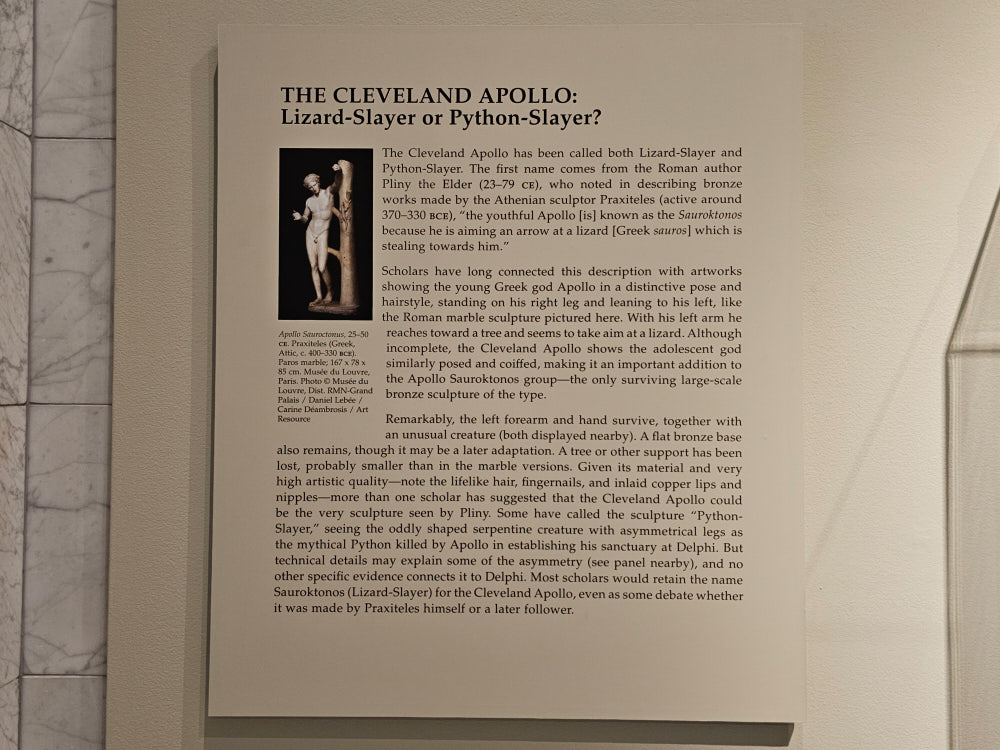 THE CLEVELAND APOLLO:
Lizard-Slayer or Python-Slayer?
The Cleveland Apollo has been called both Lizard-Slayer and
Python-Slayer. The first name comes from the Roman author
Pliny the Elder (23–79 CE), who noted in describing bronze
works made by the Athenian sculptor Praxiteles (active around
370–330 BCE), “the youthful Apollo [is] known as the Sauroktonos
because he is aiming an arrow at a lizard [Greek sauros] which is
stealing towards him.”
Scholars have long connected this description with artworks
showing the young Greek god Apollo in a distinctive pose and
hairstyle, standing on his right leg and leaning to his left, like
the Roman marble sculpture pictured here. With his left arm he
reaches toward a tree and seems to take aim at a lizard. Although
incomplete, the Cleveland Apollo shows the adolescent god
similarly posed and coiffed, making it an important addition to
the Apollo Sauroktonos group—the only surviving large-scale
bronze sculpture of the type.
Apollo Sauroctonus, 25–50
CE. Praxiteles (Greek,
Attic, c. 400–330 BCE).
Paros marble; 167 x 78 x
85 cm. Musée du Louvre,
Paris. Photo © Musée du
Louvre, Dist. RMN-Grand
Palais / Daniel Lebée /
Carine Déambrosis / Art
Resource
Remarkably, the left forearm and hand survive, together with
an unusual creature (both displayed nearby). A flat bronze base
also remains, though it may be a later adaptation. A tree or other support has been
lost, probably smaller than in the marble versions. Given its material and very
high artistic quality—note the lifelike hair, fingernails, and inlaid copper lips and
nipples—more than one scholar has suggested that the Cleveland Apollo could
be the very sculpture seen by Pliny. Some have called the sculpture “Python-
Slayer,” seeing the oddly shaped serpentine creature with asymmetrical legs as
the mythical Python killed by Apollo in establishing his sanctuary at Delphi. But
technical details may explain some of the asymmetry (see panel nearby), and no
other specific evidence connects it to Delphi. Most scholars would retain the name
Sauroktonos (Lizard-Slayer) for the Cleveland Apollo, even as some debate whether
it was made by Praxiteles himself or a later follower.